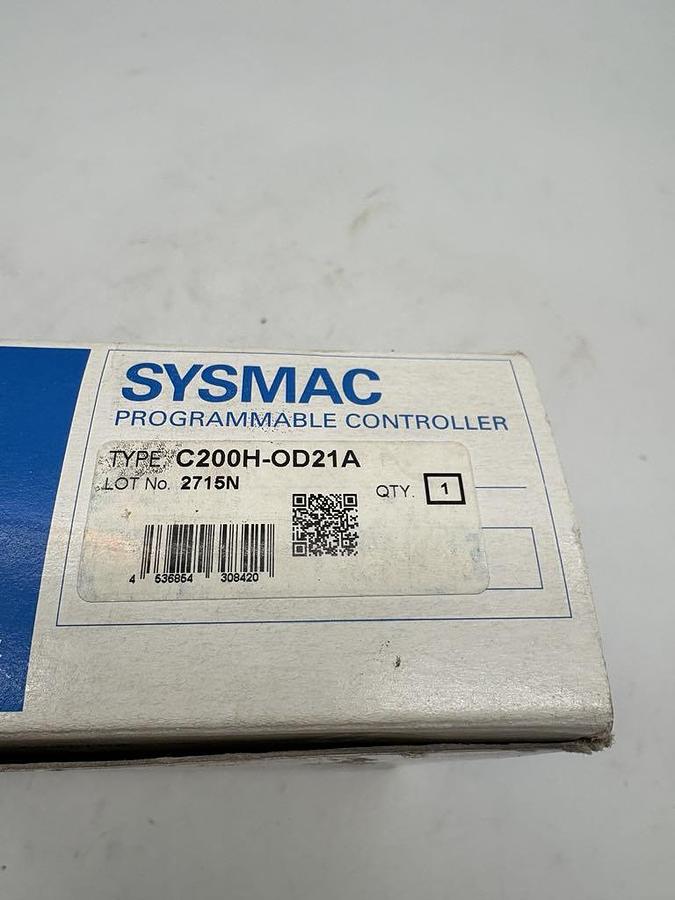 SYSMAC
PROGRAMMABLE CONTROLLER
TYPE C200H-OD21A
LOT No. 2715N
QTY. 1
4 536854 308420